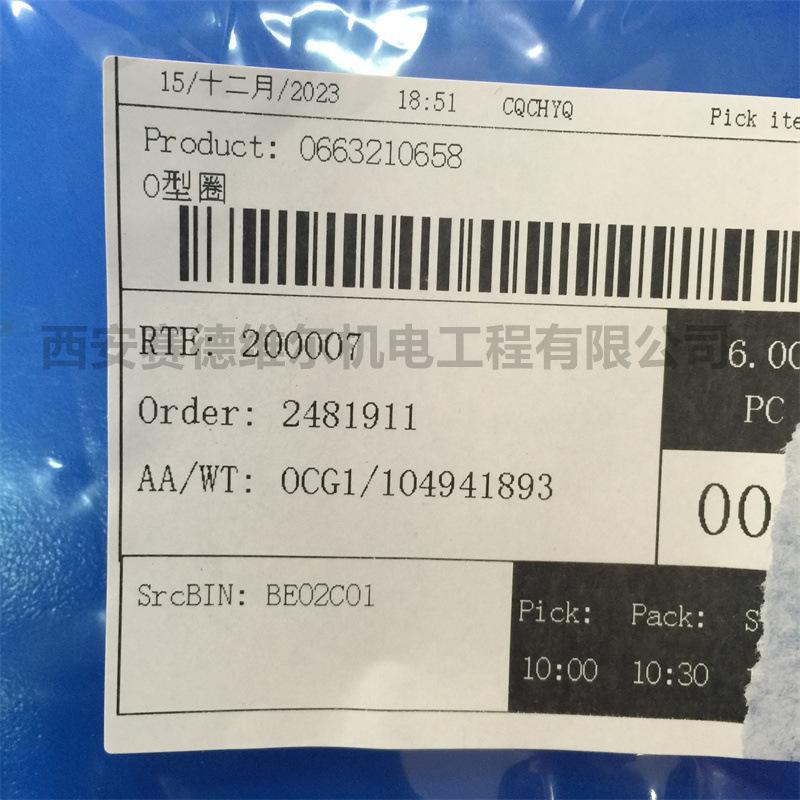 15/十二月/2023 18:51 CQCHYQ Pick ite
Product: 0663210658
O型圈
西安赛德维尔机电工程有限公司
RTE: 200007
6.00
Order: 2481911
PC
AA/WT: OCG1/104941893
00
SrcBIN: BE02C01
Pick: Pack: S
10:00 10:30